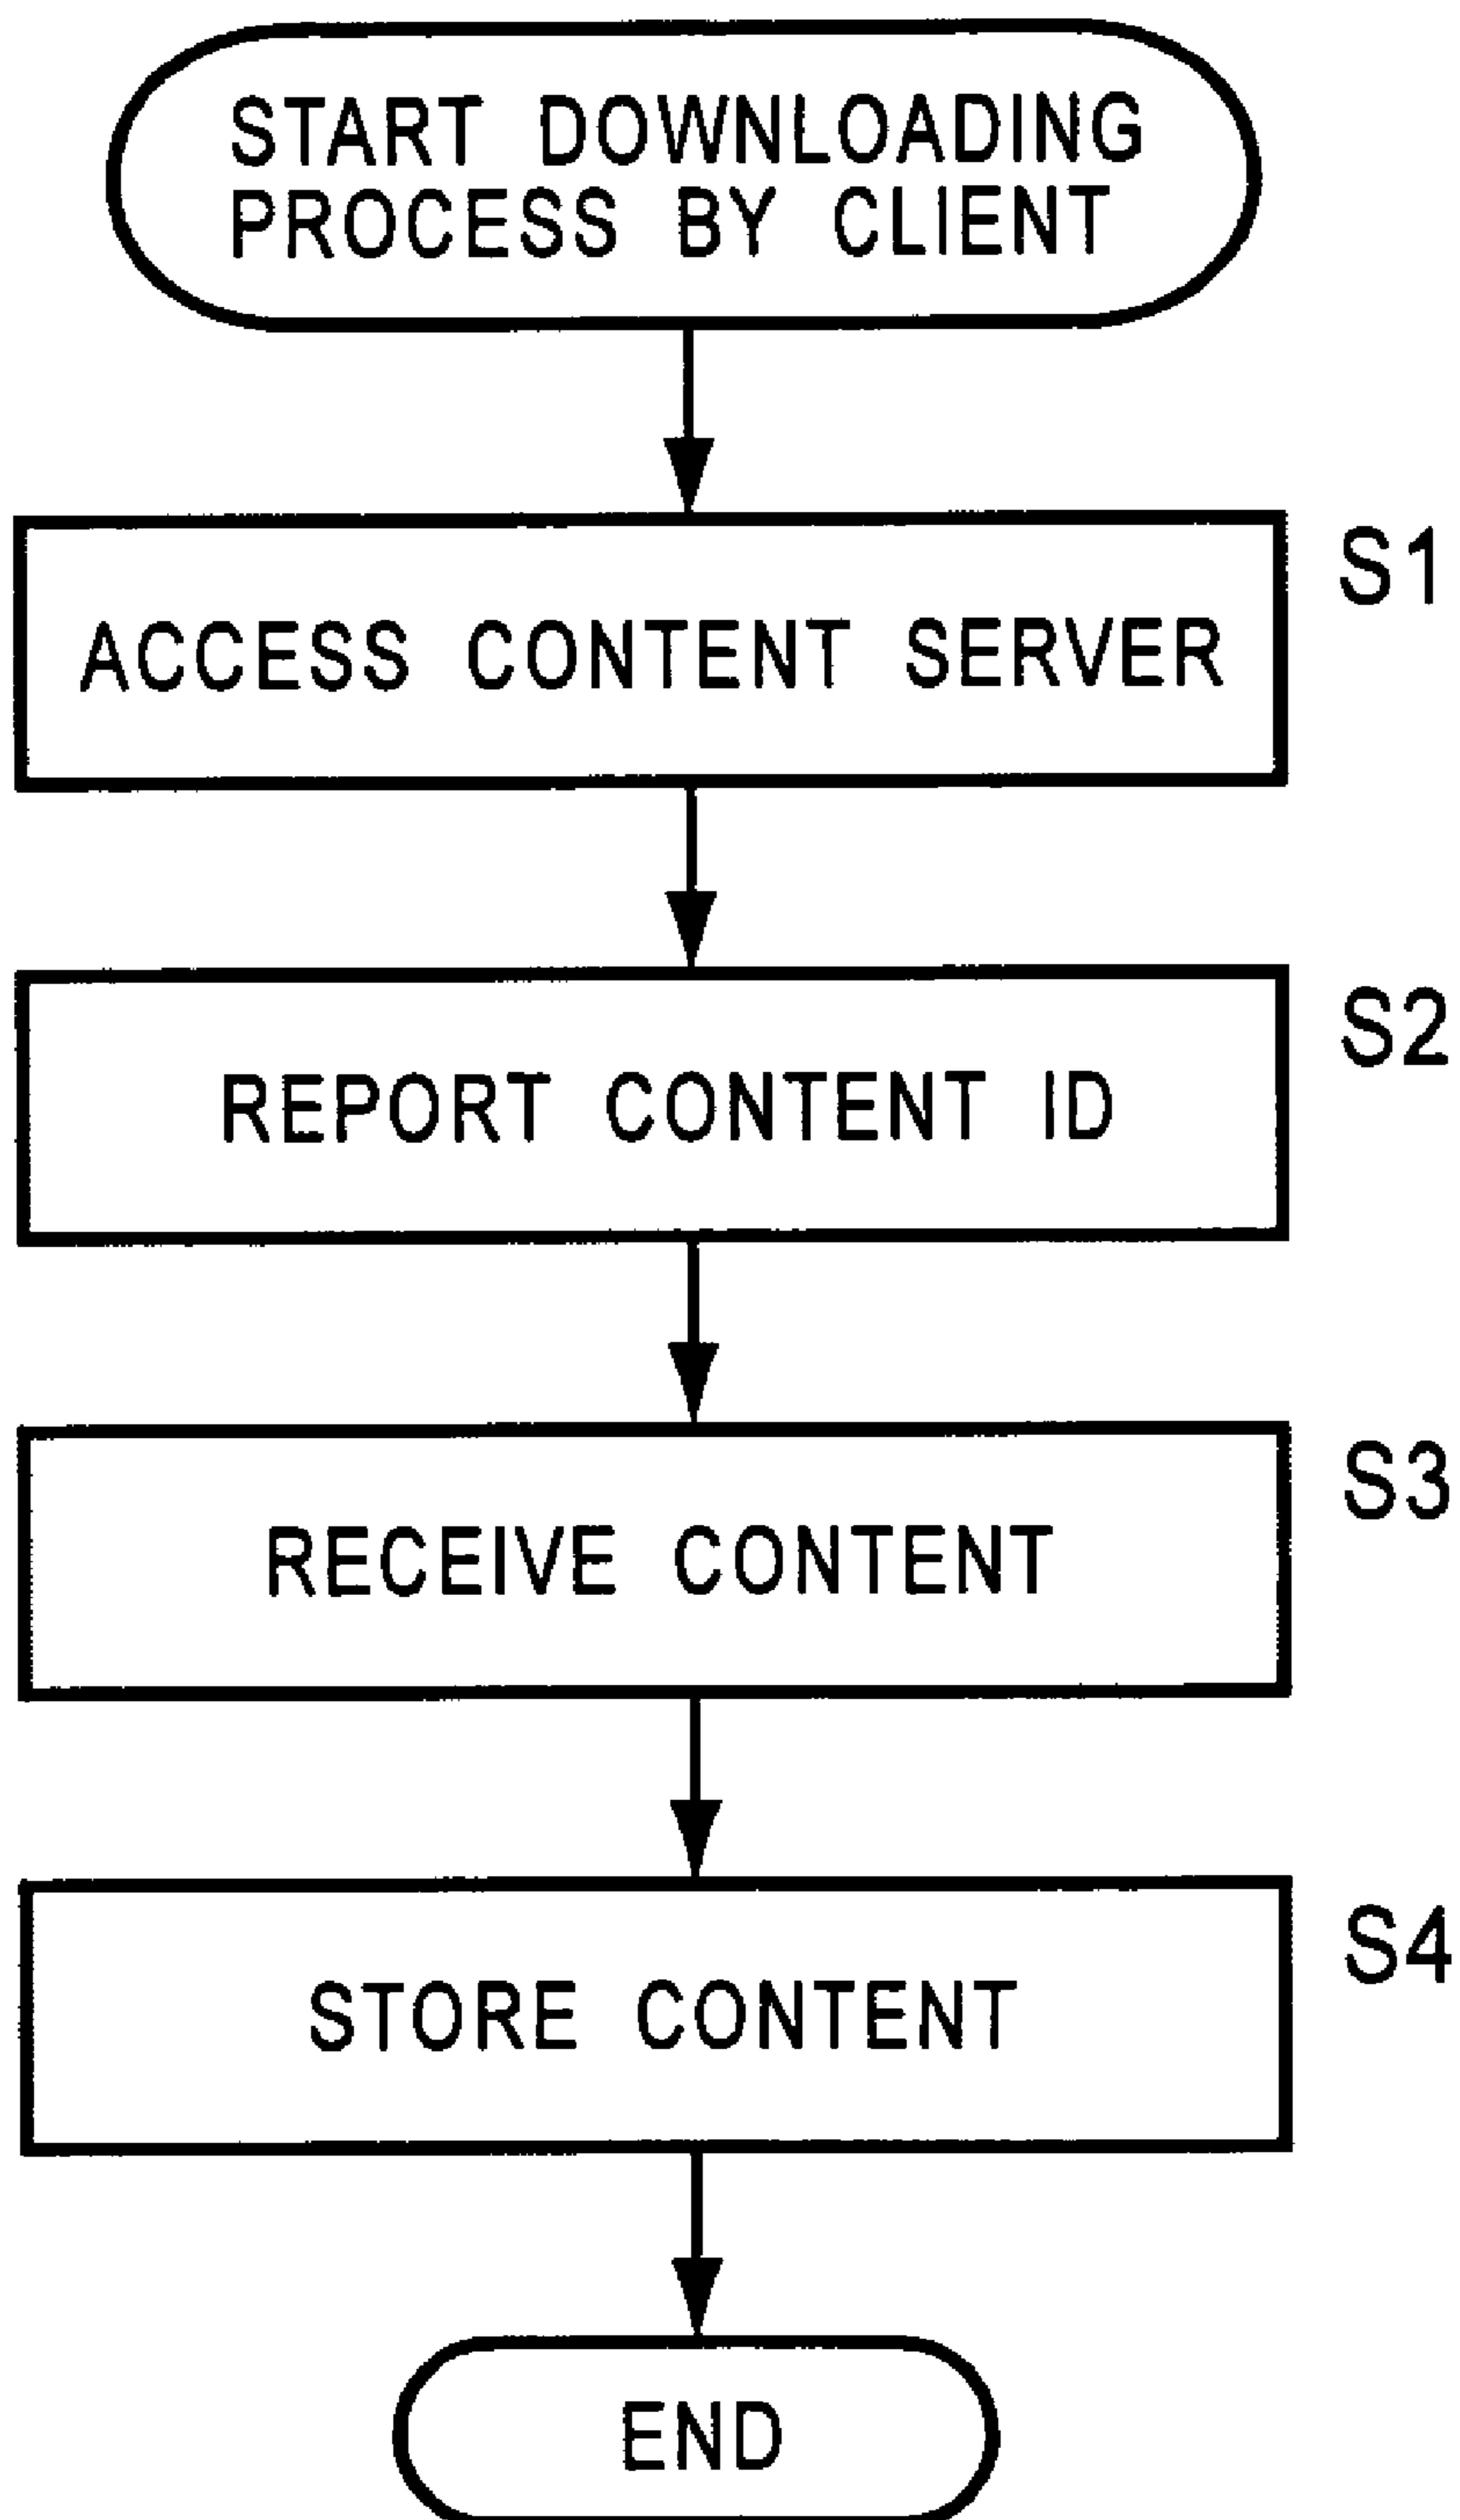 START DOWNLOADING
PROCESS BY CLIENT
S1
ACCESS CONTENT SERVER
S2
REPORT CONTENT ID
S3
RECEIVE CONTENT
S4
STORE CONTENT
END